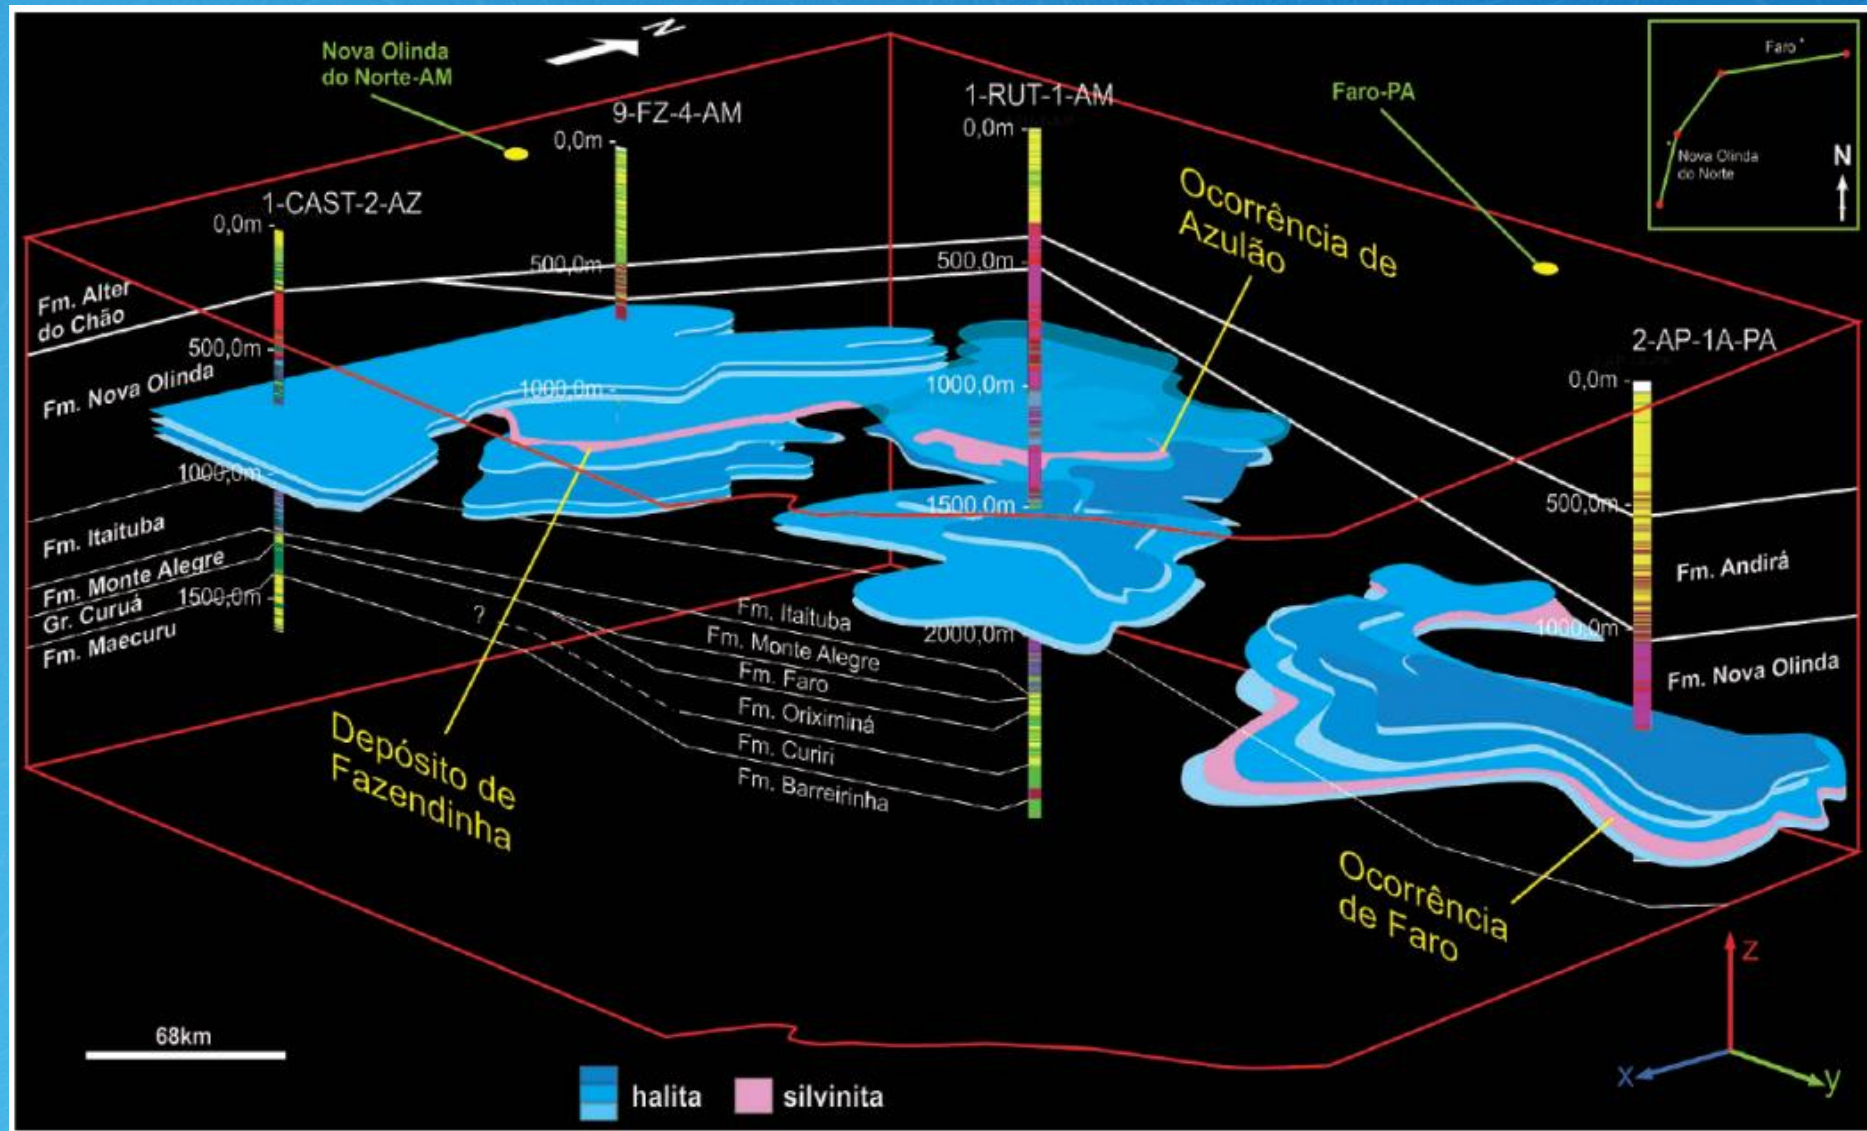 N
Nova Olinda
do Norte-AM
9-FZ-4-AM
1-RUT-1-AM
Faro-PA
Faro
Nova Olinda
do Norte
N
1-CAST-2-AZ
0,0m
500,0m
1000,0m
1500,0m
0,0m
500,0m
1000,0m
0,0m
500,0m
1000,0m
1500,0m
2000,0m
2-AP-1A-PA
0,0m
500,0m
1000,0m
Ocorrência de
Azulão
Fm. Alter
do Chão
Fm. Nova Olinda
Fm. Itaituba
Fm. Monte Alegre
Gr. Curuá
Fm. Maecuru
?
Fm. Itaituba
Fm. Monte Alegre
Fm. Faro
Fm. Oriximiná
Fm. Curiri
Fm. Barreirinha
Fm. Andirá
Fm. Nova Olinda
Depósito de
Fazendinha
Ocorrência
de Faro
68km
halita
silvinita
z
x
y